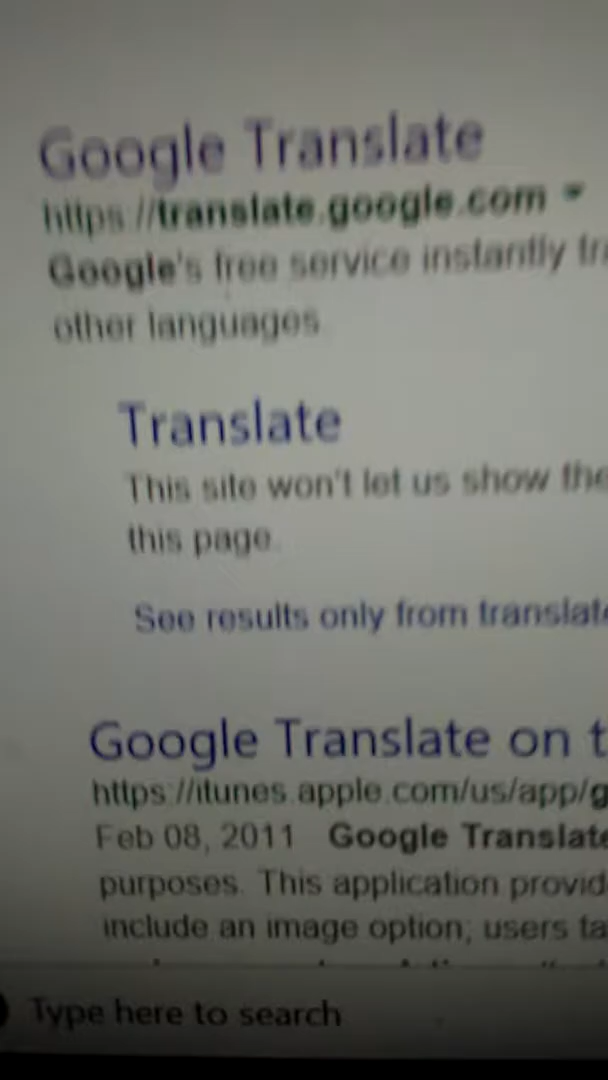 Google Translate
https://translate.google.com
Google's free service instantly
other languages.
Translate
This site won't let us show the
this page.
See results only from
Google Translate on
https://itunes.apple.com/us/app/
Feb 08, 2011 Google Translate
purposes. This application
include an image option; users
Type here to search